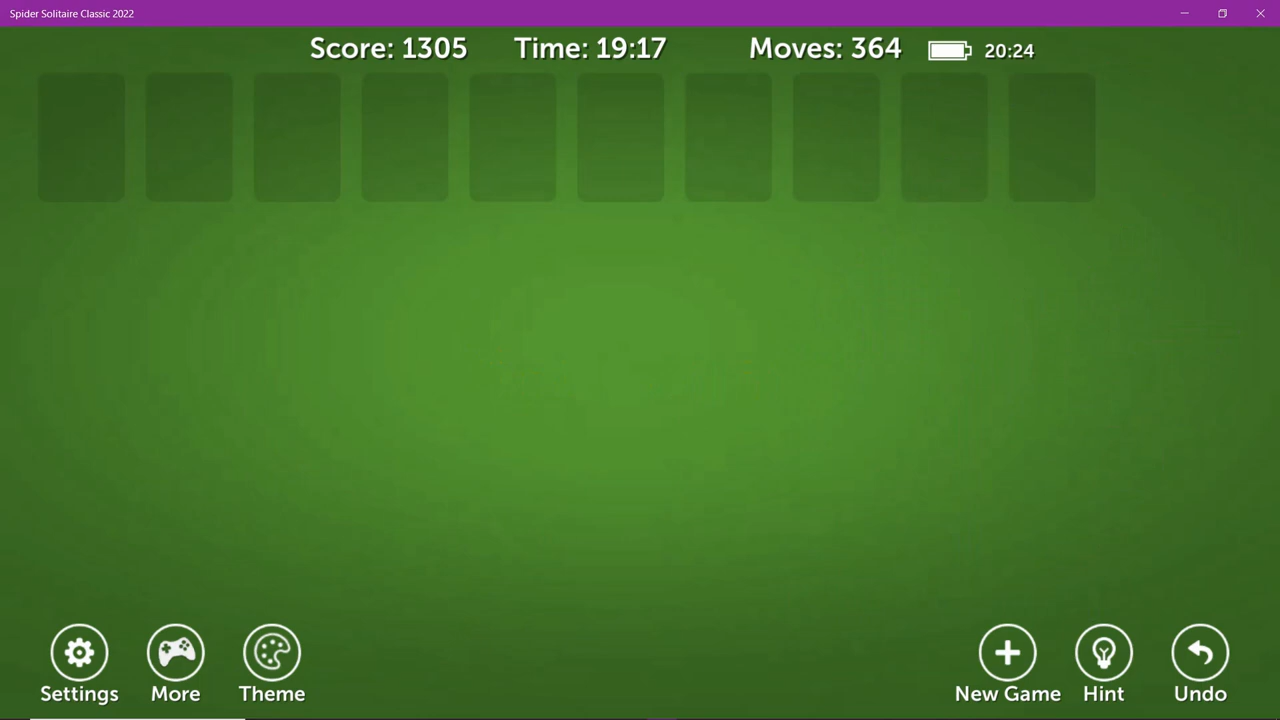 Spider Solitaire Classic 2022
Score: 1305 Time: 19:17 Moves: 364 20:24
Settings More Theme New Game Hint Undo